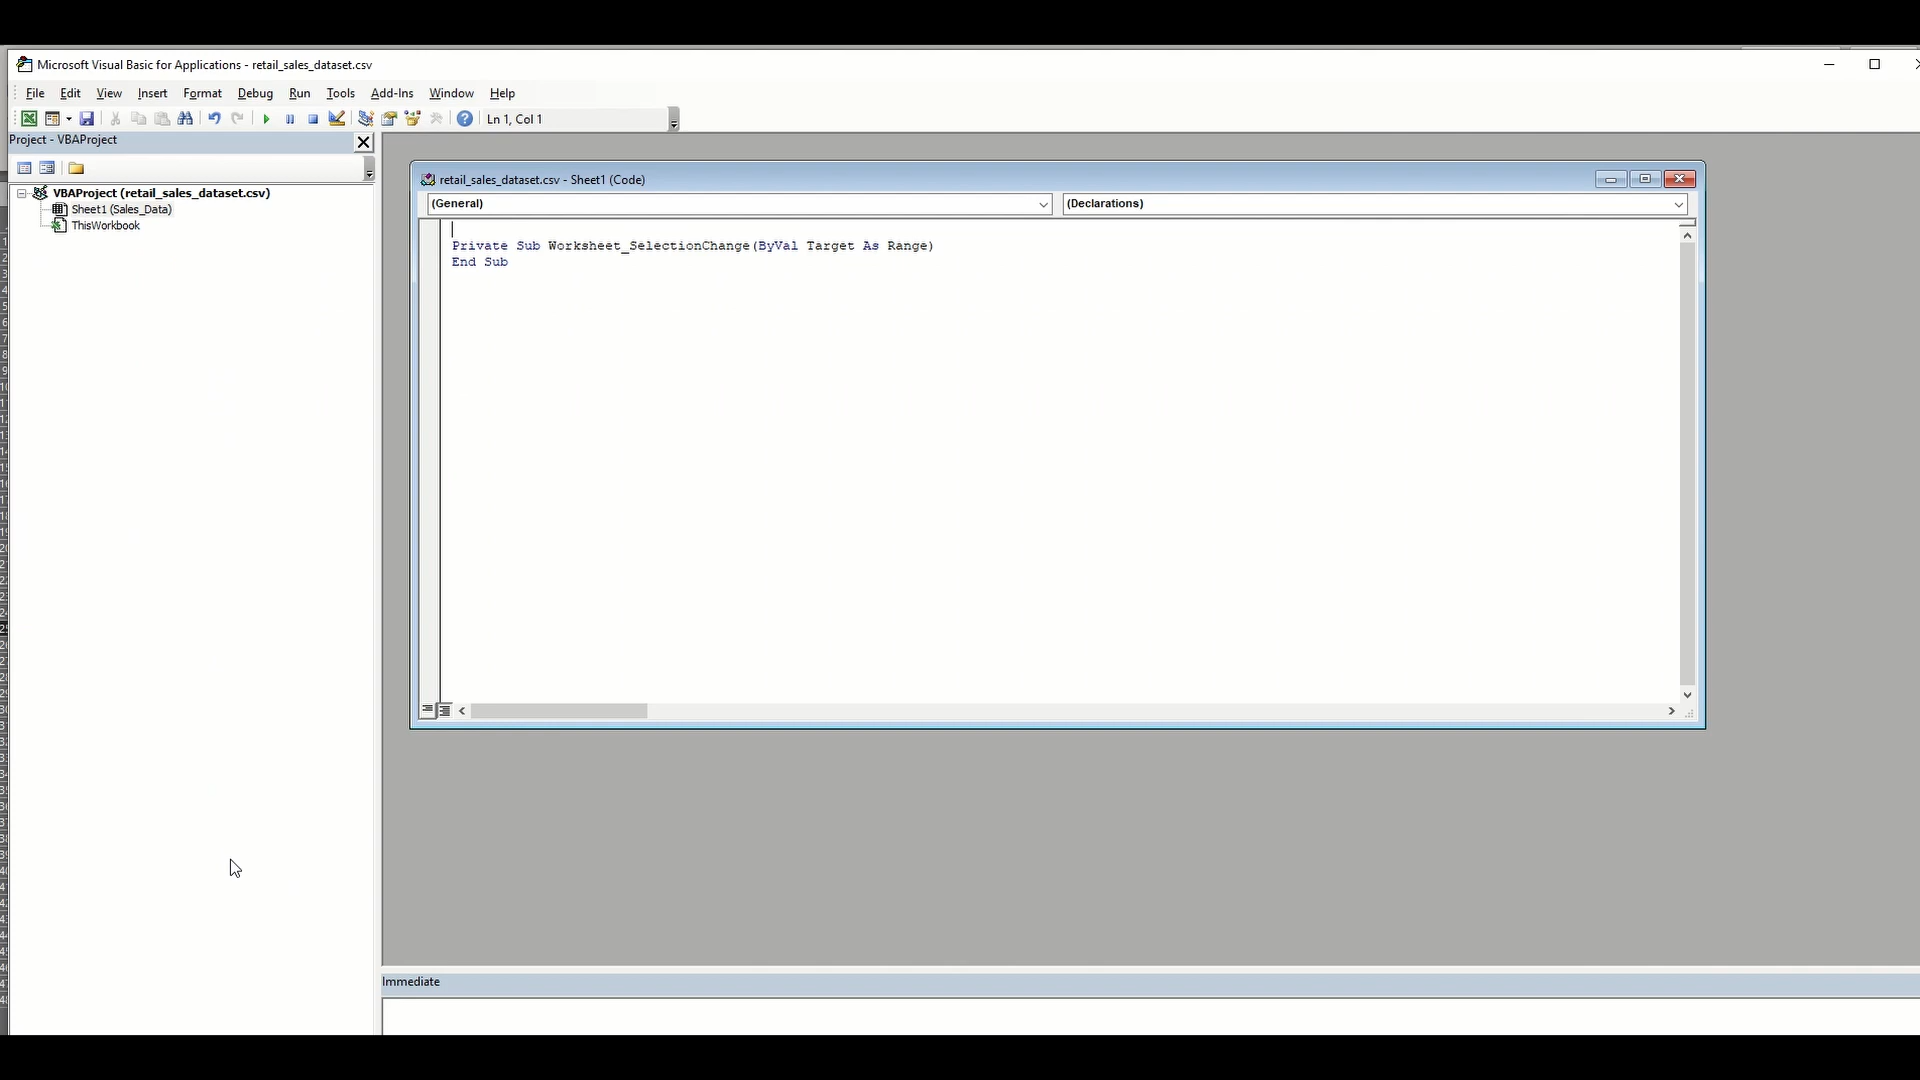 Microsoft Visual Basic for Applications - retail_sales_dataset.csv
File Edit View Insert Format Debug Run Tools Add-Ins Window Help
Ln 1, Col 1
Project - VBAProject
VBAProject (retail_sales_dataset.csv)
Sheet1 (Sales_Data)
ThisWorkbook
retail_sales_dataset.csv - Sheet1 (Code)
(General) (Declarations)
Private Sub Worksheet_SelectionChange(ByVal Target As Range)
End Sub
Immediate